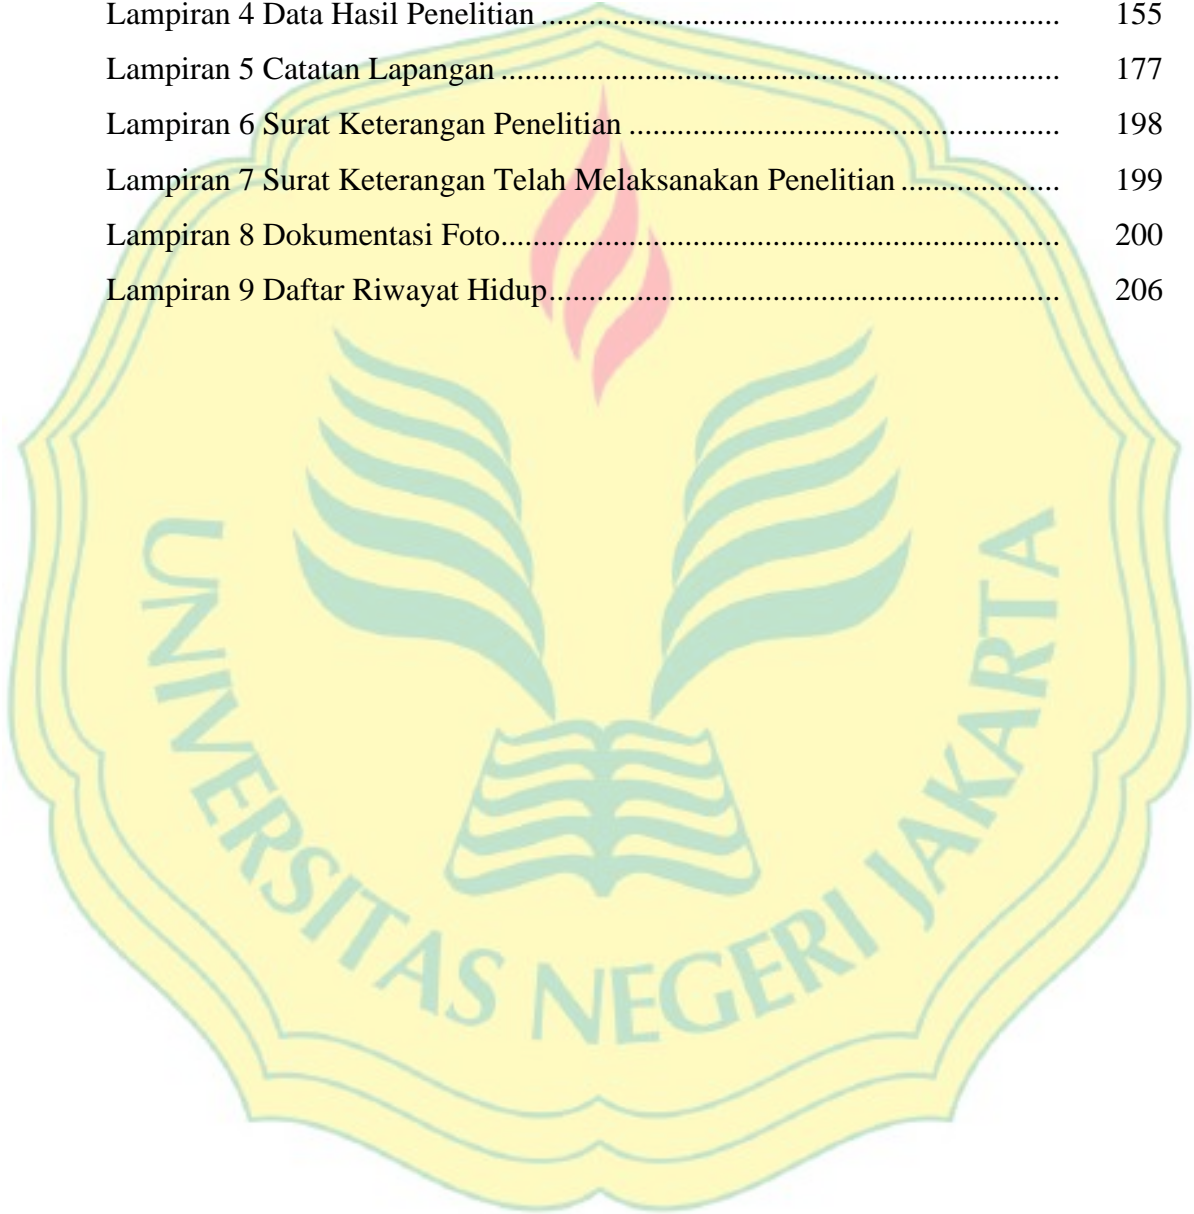 Lampiran 4 Data Hasil Penelitian ................................................................. 155
Lampiran 5 Catatan Lapangan ...................................................................... 177
Lampiran 6 Surat Keterangan Penelitian ...................................................... 198
Lampiran 7 Surat Keterangan Telah Melaksanakan Penelitian ................... 199
Lampiran 8 Dokumentasi Foto...................................................................... 200
Lampiran 9 Daftar Riwayat Hidup................................................................ 206
UNIVERSITAS NEGERI JAKARTA